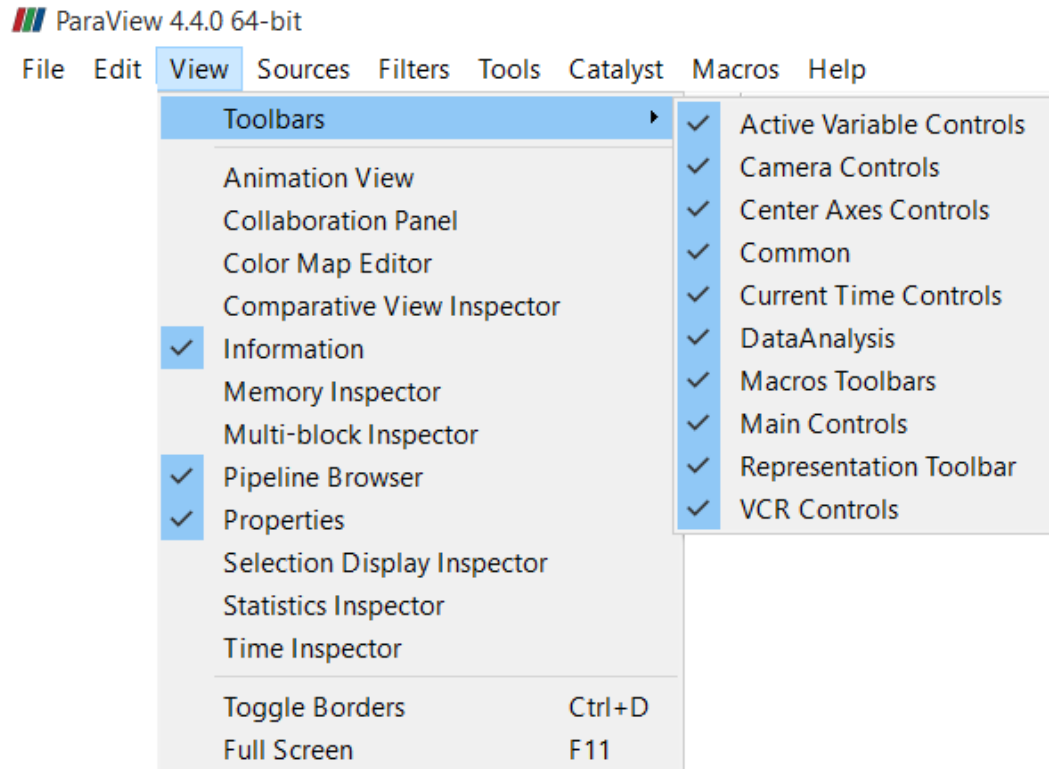 ParaView 4.4.0 64-bit
File Edit View Sources Filters Tools Catalyst Macros Help
Toolbars
Animation View
Collaboration Panel
Color Map Editor
Comparative View Inspector
Information
Memory Inspector
Multi-block Inspector
Pipeline Browser
Properties
Selection Display Inspector
Statistics Inspector
Time Inspector
Toggle Borders Ctrl+D
Full Screen F11
Active Variable Controls
Camera Controls
Center Axes Controls
Common
Current Time Controls
DataAnalysis
Macros Toolbars
Main Controls
Representation Toolbar
VCR Controls